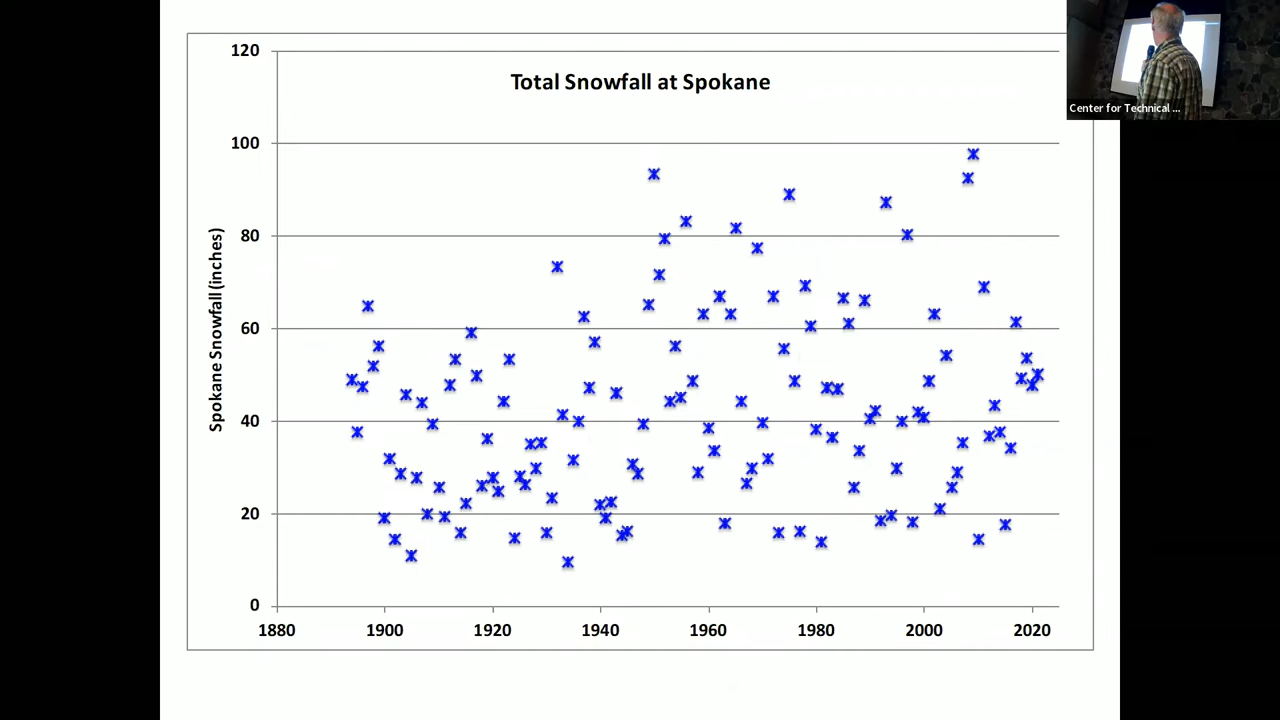 Total Snowfall at Spokane
Spokane Snowfall (inches)
120
100
80
60
40
20
0
1880 1900 1920 1940 1960 1980 2000 2020
Center for Technical ...